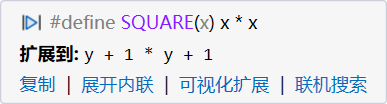 #define SQUARE(x) x * x
扩展到: y + 1 * y + 1
复制 | 展开内联 | 可视化扩展 | 联机搜索